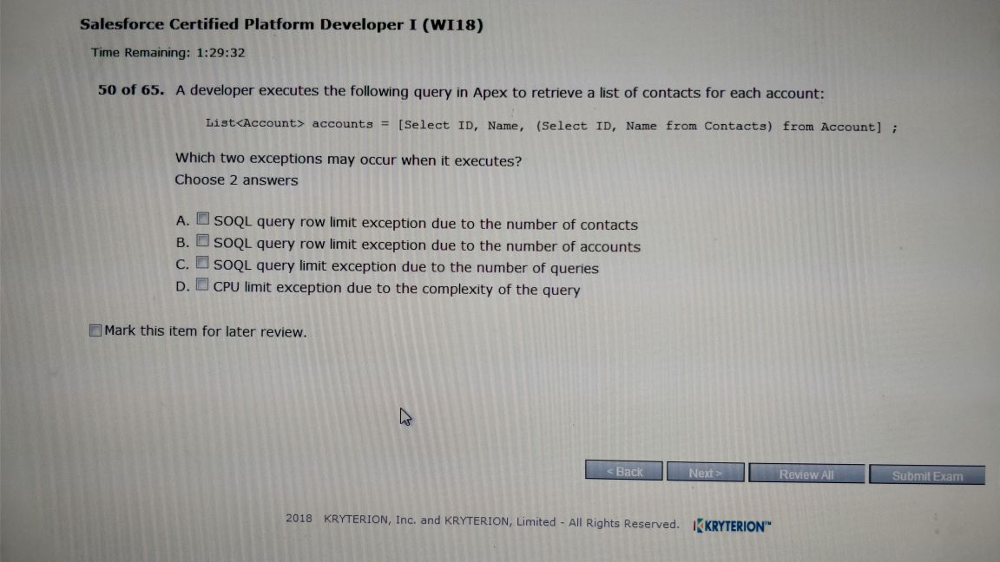 Salesforce Certified Platform Developer I (WI18)
Time Remaining: 1:29:32
50 of 65. A developer executes the following query in Apex to retrieve a list of contacts for each account:
List<Account> accounts = [Select ID, Name, (Select ID, Name from Contacts) from Account] ;
Which two exceptions may occur when it executes?
Choose 2 answers
A. SOQL query row limit exception due to the number of contacts
B. SOQL query row limit exception due to the number of accounts
C. SOQL query limit exception due to the number of queries
D. CPU limit exception due to the complexity of the query
Mark this item for later review.
< Back Next > Review All Submit Exam
2018 KRYTERION, Inc. and KRYTERION, Limited - All Rights Reserved. KRYTERION™